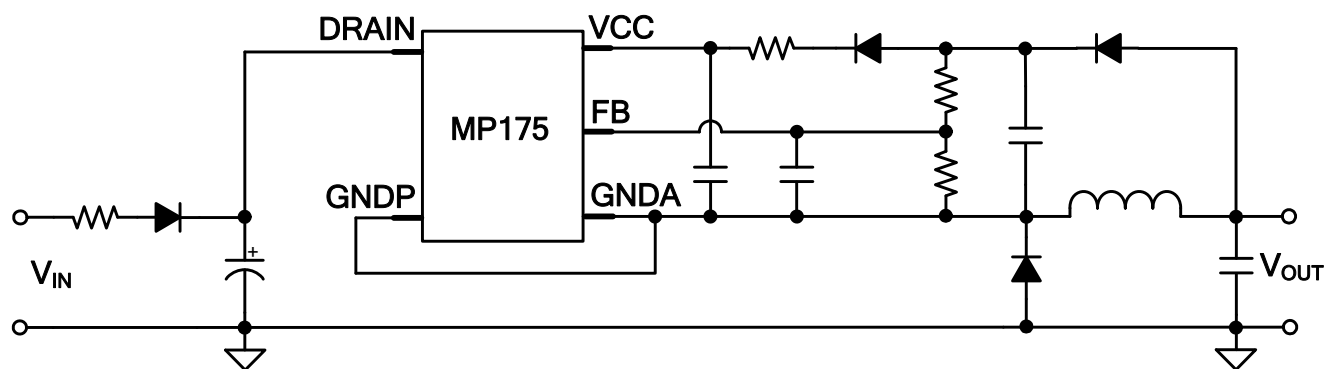 DRAIN
VCC
MP175
FB
GNDP
GNDA
VIN
+
VOUT